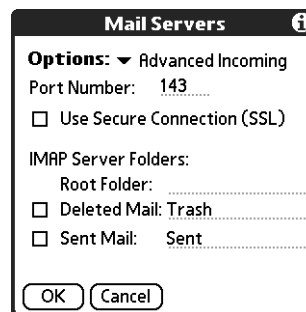 Mail Servers
Options: Advanced Incoming
Port Number: 143
Use Secure Connection (SSL)
IMAP Server Folders:
Root Folder:
Deleted Mail: Trash
Sent Mail: Sent
OK Cancel